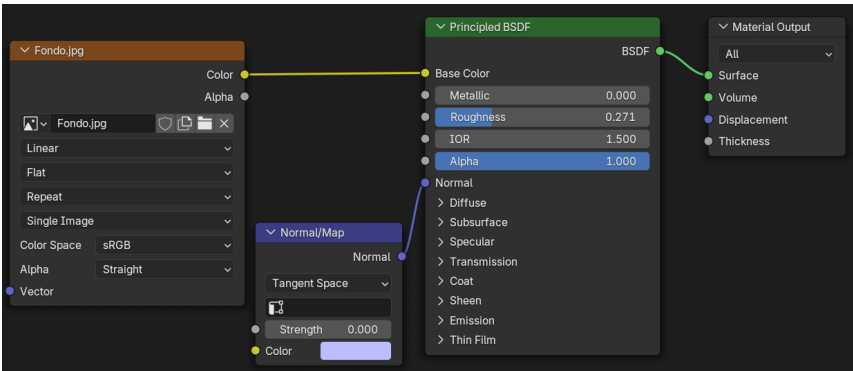 Fondo.jpg
Color
Alpha
Fondo.jpg
Linear
Flat
Repeat
Single Image
Color Space sRGB
Alpha Straight
Vector
Normal/Map
Normal
Tangent Space
Strength 0.000
Color
Principled BSDF
BSDF
Base Color
Metallic 0.000
Roughness 0.271
IOR 1.500
Alpha 1.000
Normal
Diffuse
Subsurface
Specular
Transmission
Coat
Sheen
Emission
Thin Film
Material Output
All
Surface
Volume
Displacement
Thickness